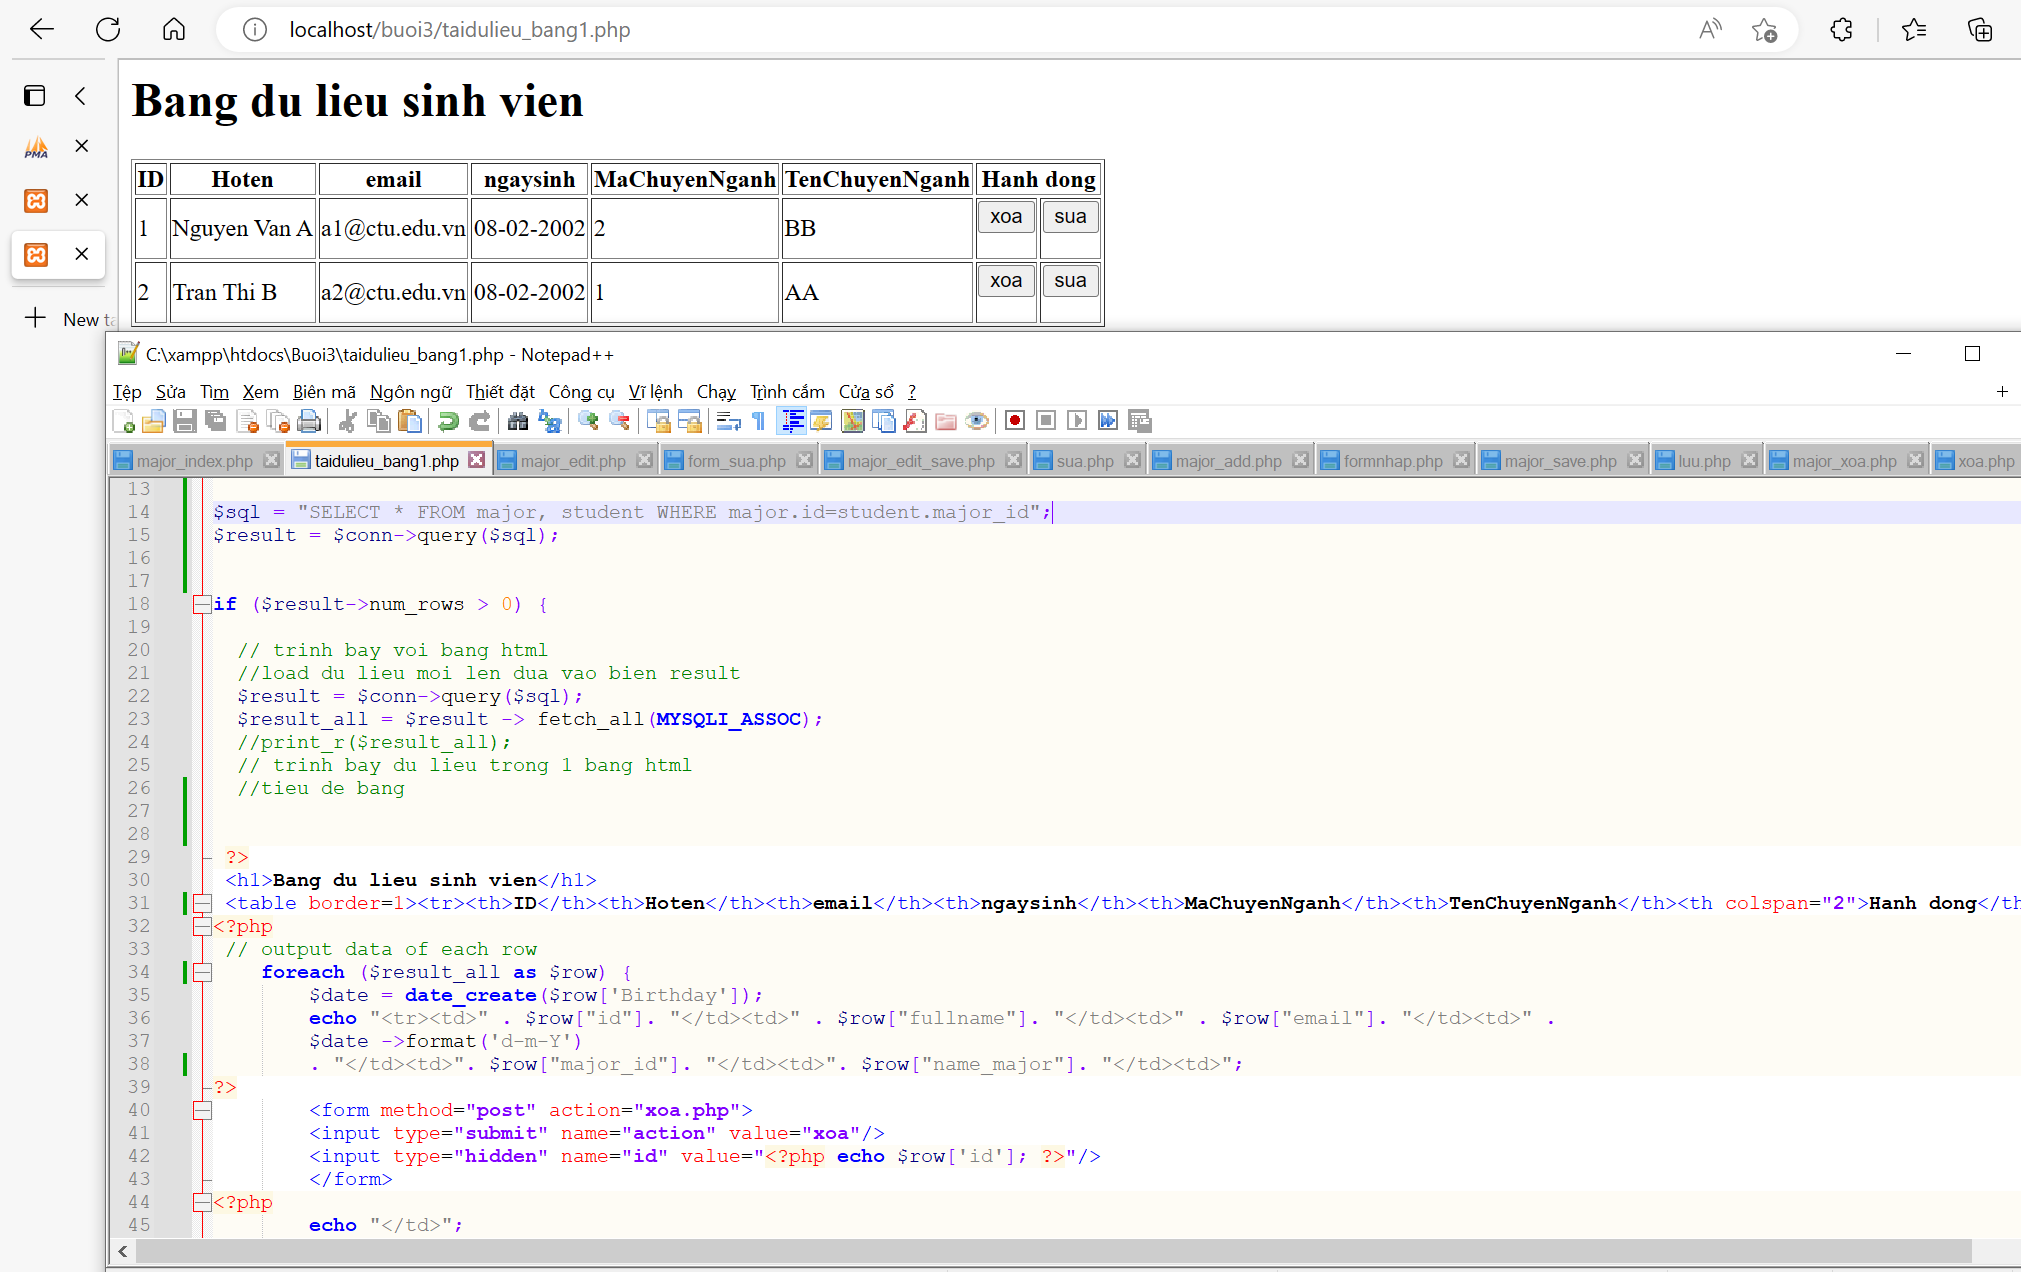 localhost/buoi3/taidulieu_bang1.php
Bang du lieu sinh vien
ID Hoten email ngaysinh MaChuyenNganh TenChuyenNganh Hanh dong
1 Nguyen Van A a1@ctu.edu.vn 08-02-2002 2 BB xoa sua
2 Tran Thi B a2@ctu.edu.vn 08-02-2002 1 AA xoa sua
PMA
New ta
C:\xampp\htdocs\Buoi3\taidulieu_bang1.php - Notepad++
Tệp Sửa Tìm Xem Biên mã Ngôn ngữ Thiết đặt Công cụ Vĩ lệnh Chạy Trình cắm Cửa sổ ?
major_index.php taidulieu_bang1.php major_edit.php form_sua.php major_edit_save.php sua.php major_add.php formnhap.php major_save.php luu.php major_xoa.php xoa.php
13
14 $sql = "SELECT * FROM major, student WHERE major.id=student.major_id";
15 $result = $conn->query($sql);
16
17
18 if ($result->num_rows > 0) {
19
20 // trinh bay voi bang html
21 //load du lieu moi len dua vao bien result
22 $result = $conn->query($sql);
23 $result_all = $result -> fetch_all(MYSQLI_ASSOC);
24 //print_r($result_all);
25 // trinh bay du lieu trong 1 bang html
26 //tieu de bang
27
28
29 ?>
30 <h1>Bang du lieu sinh vien</h1>
31 <table border=1><tr><th>ID</th><th>Hoten</th><th>email</th><th>ngaysinh</th><th>MaChuyenNganh</th><th>TenChuyenNganh</th><th colspan="2">Hanh dong</th
32 <?php
33 // output data of each row
34 foreach ($result_all as $row) {
35 $date = date_create($row['Birthday']);
36 echo "<tr><td>" . $row["id"]. "</td><td>" . $row["fullname"]. "</td><td>" . $row["email"]. "</td><td>" .
37 $date ->format('d-m-Y')
38 . "</td><td>". $row["major_id"]. "</td><td>". $row["name_major"]. "</td><td>";
39 ?>
40 <form method="post" action="xoa.php">
41 <input type="submit" name="action" value="xoa"/>
42 <input type="hidden" name="id" value="<?php echo $row['id']; ?>"/>
43 </form>
44 <?php
45 echo "</td>";